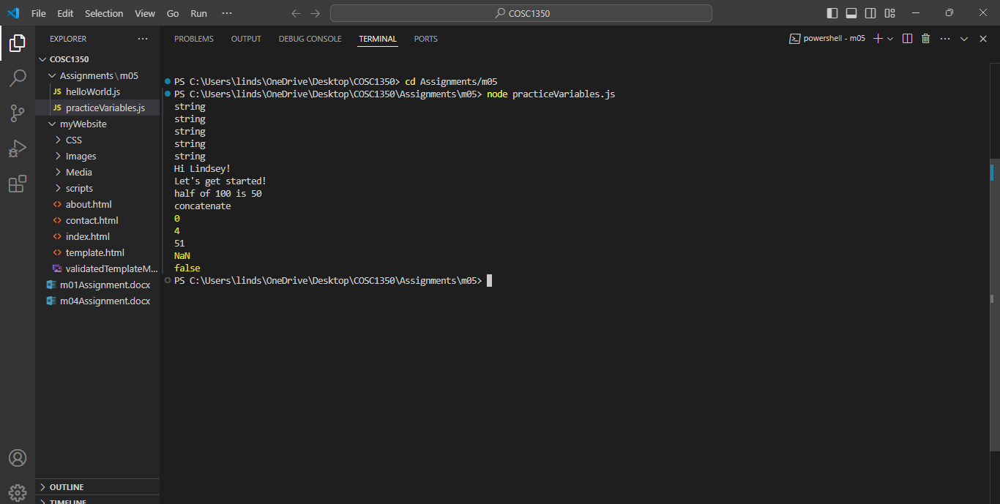 File Edit Selection View Go Run ··· COSC1350
EXPLORER ···
COSC1350
Assignments\m05
JS helloWorld.js
JS practiceVariables.js
myWebsite
CSS
Images
Media
scripts
<> about.html
<> contact.html
<> index.html
<> template.html
validatedTemplateM...
m01Assignment.docx
m04Assignment.docx
OUTLINE
TIMELINE
PROBLEMS OUTPUT DEBUG CONSOLE TERMINAL PORTS powershell - m05
PS C:\Users\linds\OneDrive\Desktop\COSC1350> cd Assignments/m05
PS C:\Users\linds\OneDrive\Desktop\COSC1350\Assignments\m05> node practiceVariables.js
string
string
string
string
string
Hi Lindsey!
Let's get started!
half of 100 is 50
concatenate
0
4
51
NaN
false
PS C:\Users\linds\OneDrive\Desktop\COSC1350\Assignments\m05>